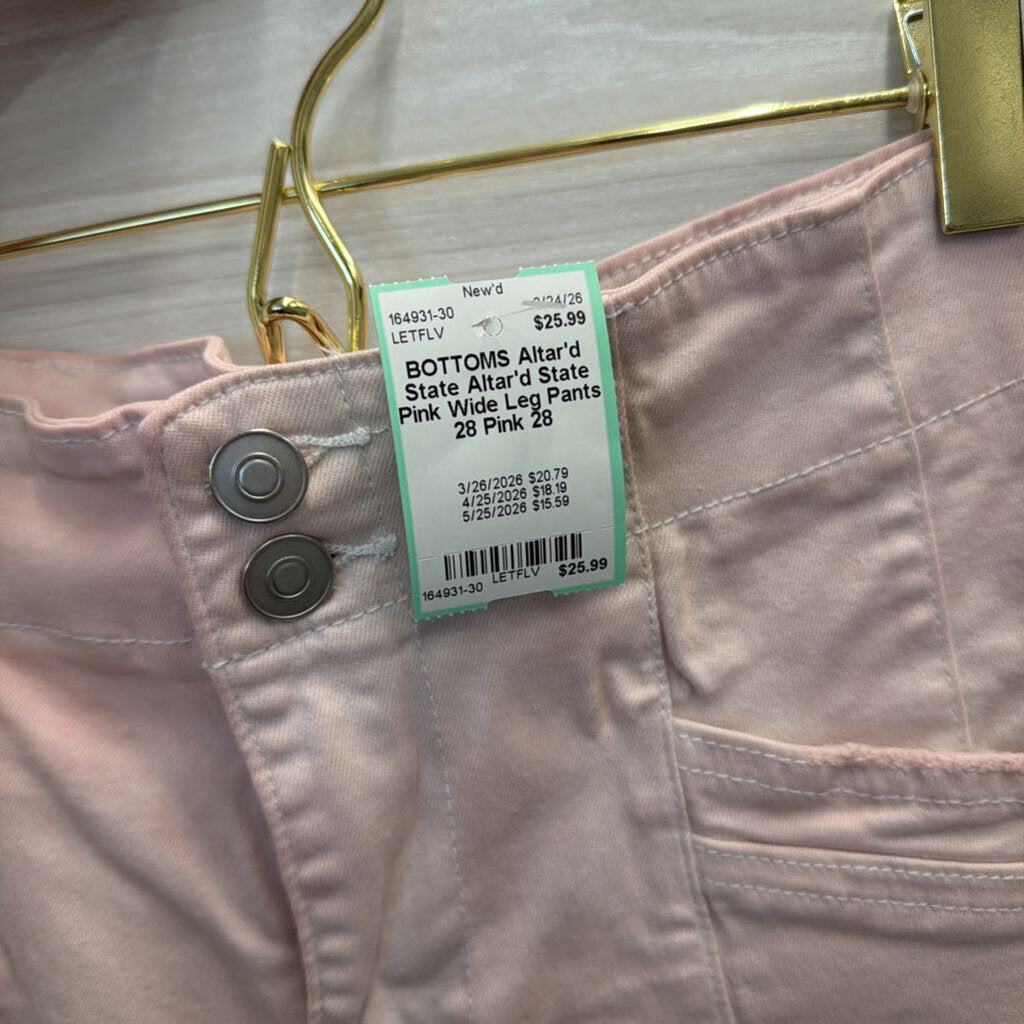 New'd
164931-30
/24/26
LETFLV
$25.99
BOTTOMS Altar'd
State Altar'd State
Pink Wide Leg Pants
28 Pink 28
3/26/2026 $20.79
4/25/2026 $18.19
5/25/2026 $15.59
164931-30 LETFLV $25.99